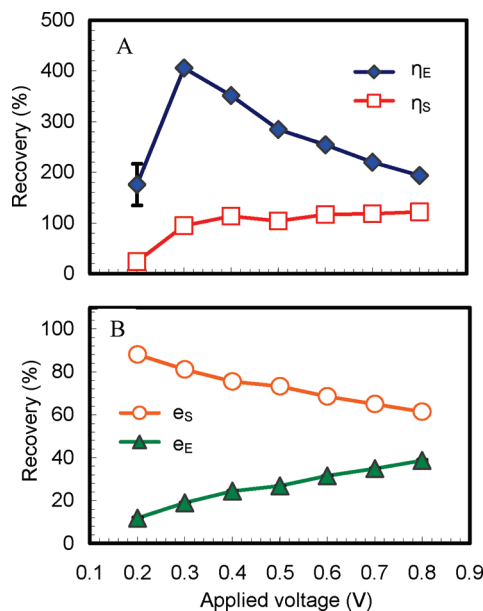 500
400
300
200
100
0
Recovery (%)
A
ηE
ηS
100
80
60
40
20
0
Recovery (%)
B
eS
eE
0.1 0.2 0.3 0.4 0.5 0.6 0.7 0.8 0.9
Applied voltage (V)